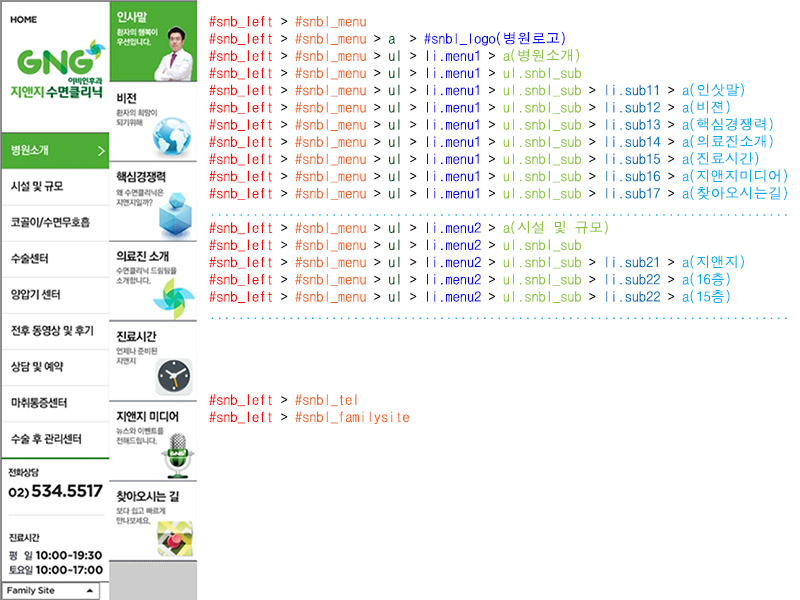 HOME
GNG
이비인후과
지앤지 수면클리닉
병원소개
시설 및 규모
코골이/수면무호흡
수술센터
양압기 센터
전후 동영상 및 후기
상담 및 예약
마취통증센터
수술 후 관리센터
전화상담
02) 534.5517
진료시간
평 일 10:00~19:30
토요일 10:00~17:00
Family Site
인사말
환자의 행복이
우선입니다.
비전
환자의 희망이
되기위해
핵심경쟁력
왜 수면클리닉은
지앤지일까?
의료진 소개
수면클리닉 드림팀을
소개합니다.
진료시간
언제나 준비된
지앤지
지앤지 미디어
뉴스와 이벤트를
전해드립니다.
GNG
찾아오시는 길
보다 쉽고 빠르게
만나보세요.
#snb_left > #snbl_menu
#snb_left > #snbl_menu > a > #snbl_logo(병원로고)
#snb_left > #snbl_menu > ul > li.menu1 > a(병원소개)
#snb_left > #snbl_menu > ul > li.menu1 > ul.snbl_sub
#snb_left > #snbl_menu > ul > li.menu1 > ul.snbl_sub > li.sub11 > a(인삿말)
#snb_left > #snbl_menu > ul > li.menu1 > ul.snbl_sub > li.sub12 > a(비젼)
#snb_left > #snbl_menu > ul > li.menu1 > ul.snbl_sub > li.sub13 > a(핵심경쟁력)
#snb_left > #snbl_menu > ul > li.menu1 > ul.snbl_sub > li.sub14 > a(의료진소개)
#snb_left > #snbl_menu > ul > li.menu1 > ul.snbl_sub > li.sub15 > a(진료시간)
#snb_left > #snbl_menu > ul > li.menu1 > ul.snbl_sub > li.sub16 > a(지앤지미디어)
#snb_left > #snbl_menu > ul > li.menu1 > ul.snbl_sub > li.sub17 > a(찾아오시는길)
#snb_left > #snbl_menu > ul > li.menu2 > a(시설 및 규모)
#snb_left > #snbl_menu > ul > li.menu2 > ul.snbl_sub
#snb_left > #snbl_menu > ul > li.menu2 > ul.snbl_sub > li.sub21 > a(지앤지)
#snb_left > #snbl_menu > ul > li.menu2 > ul.snbl_sub > li.sub22 > a(16층)
#snb_left > #snbl_menu > ul > li.menu2 > ul.snbl_sub > li.sub22 > a(15층)
#snb_left > #snbl_tel
#snb_left > #snbl_familysite